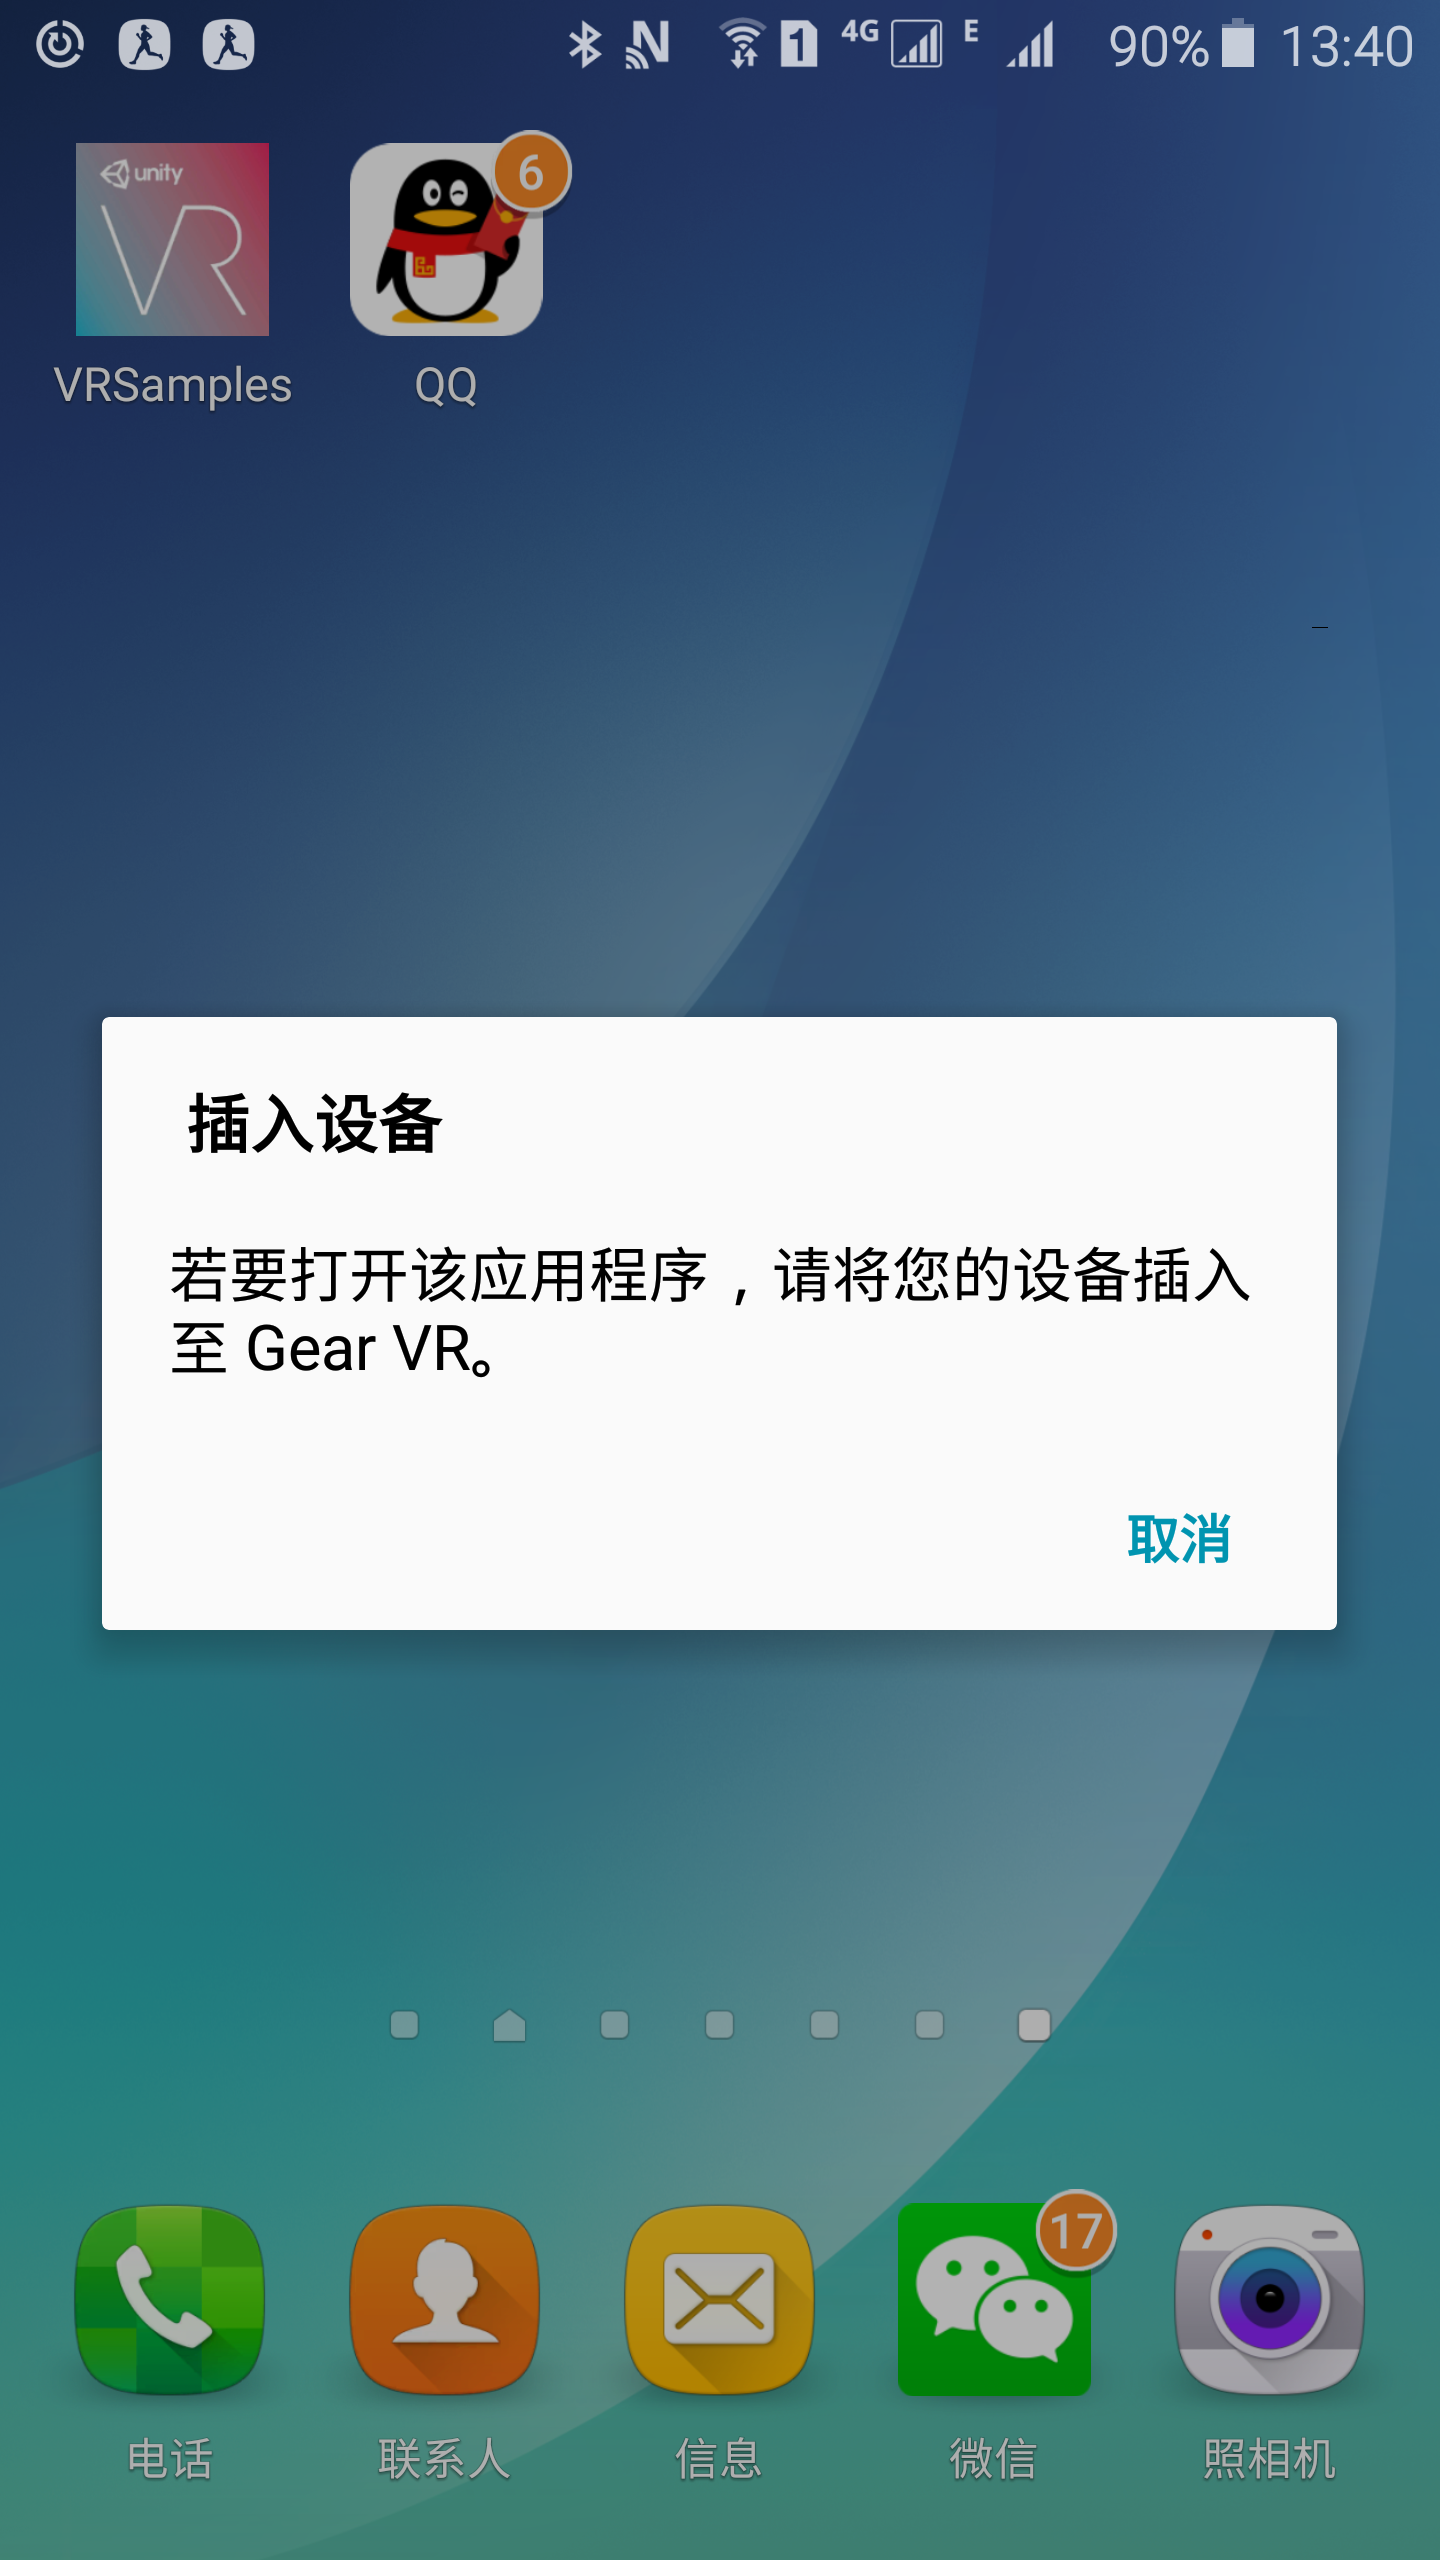 N 1 4G E 90% 13:40
unity
VR
6
VRSamples QQ
插入设备
若要打开该应用程序，请将您的设备插入
至 Gear VR。
取消
17
电话 联系人 信息 微信 照相机